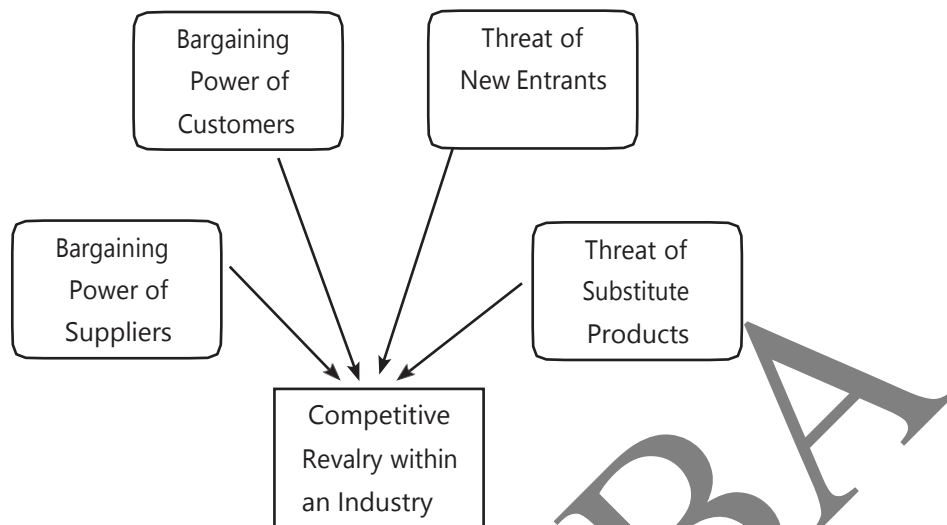 Bargaining
Power of
Customers
Threat of
New Entrants
Bargaining
Power of
Suppliers
Threat of
Substitute
Products
Competitive
Revalry within
an Industry
BA